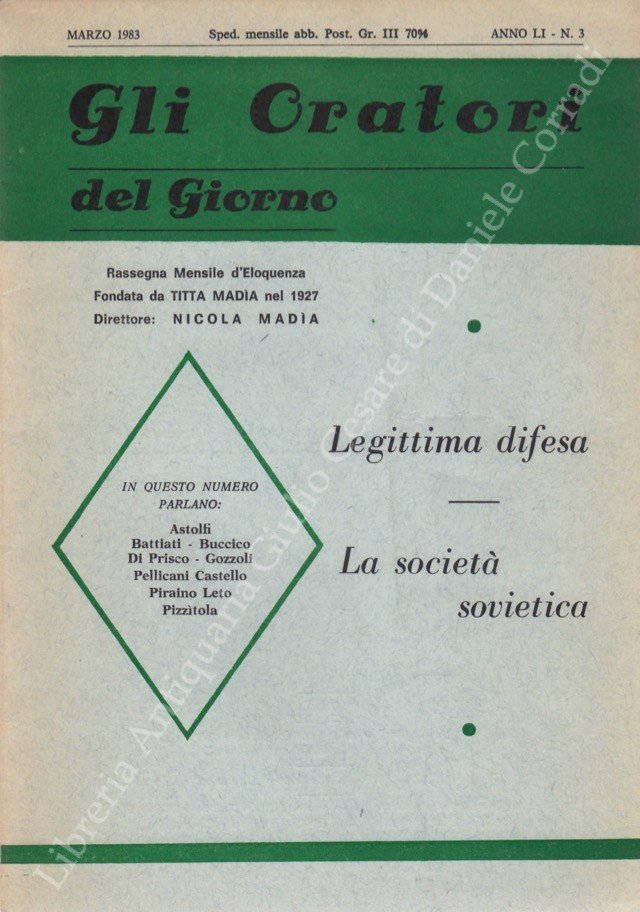 MARZO 1983 Sped. mensile abb. Post. Gr. III 70% ANNO LI - N. 3
Gli Oratori
del Giorno
Rassegna Mensile d'Eloquenza
Fondata da TITTA MADÌA nel 1927
Direttore: NICOLA MADÌA
IN QUESTO NUMERO
PARLANO:
Astolfi
Battiati - Buccico
Di Prisco - Gozzoli
Pellicani Castello
Piraino Leto
Pizzìtola
Legittima difesa
La società
sovietica
Libreria Antiquaria Giulio Cesare di Daniele Corradi